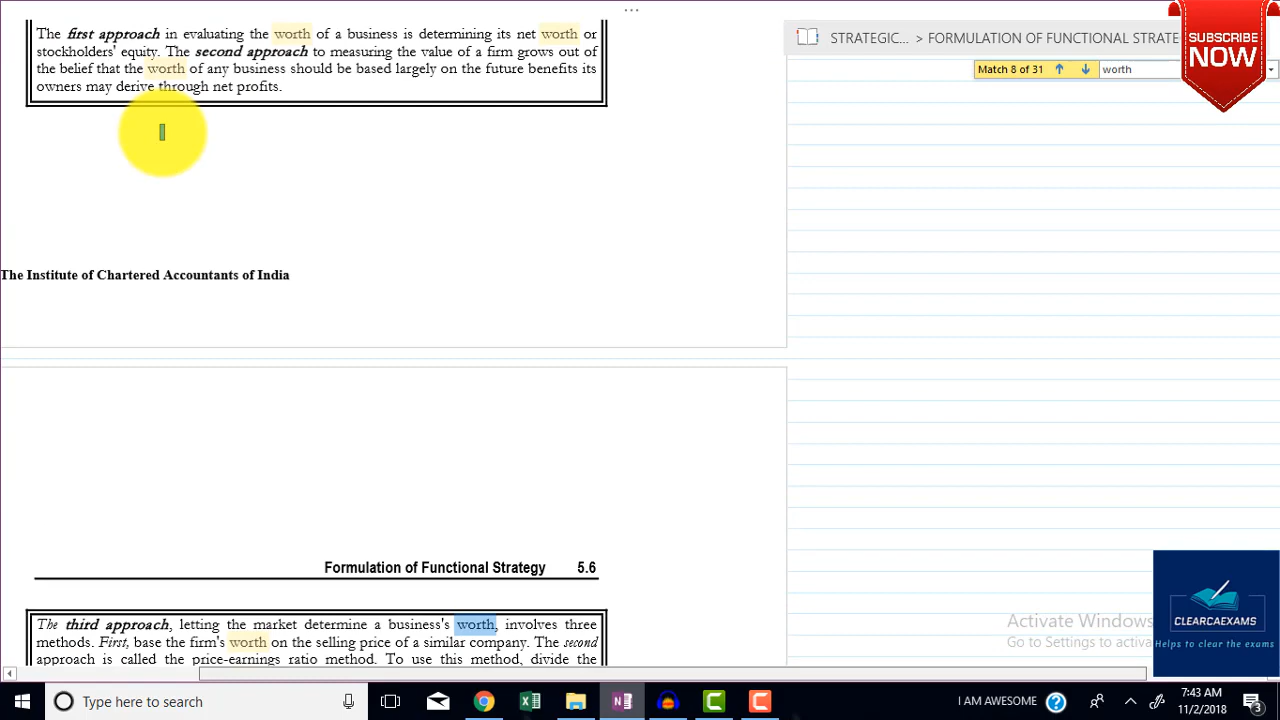 The first approach in evaluating the worth of a business is determining its net worth or
stockholders' equity. The second approach to measuring the value of a firm grows out of
the belief that the worth of any business should be based largely on the future benefits its
owners may derive through net profits.
STRATEGIC... > FORMULATION OF FUNCTIONAL STRATE
SUBSCRIBE
NOW
Match 8 of 31
worth
The Institute of Chartered Accountants of India
Formulation of Functional Strategy 5.6
The third approach, letting the market determine a business's worth, involves three
methods. First, base the firm's worth on the selling price of a similar company. The second
approach is called the price-earnings ratio method. To use this method, divide the
Activate Windows
Go to Settings to activa
CLEARCAEXAMS
Helps to clear the exams
Type here to search
I AM AWESOME
7:43 AM
11/2/2018
3